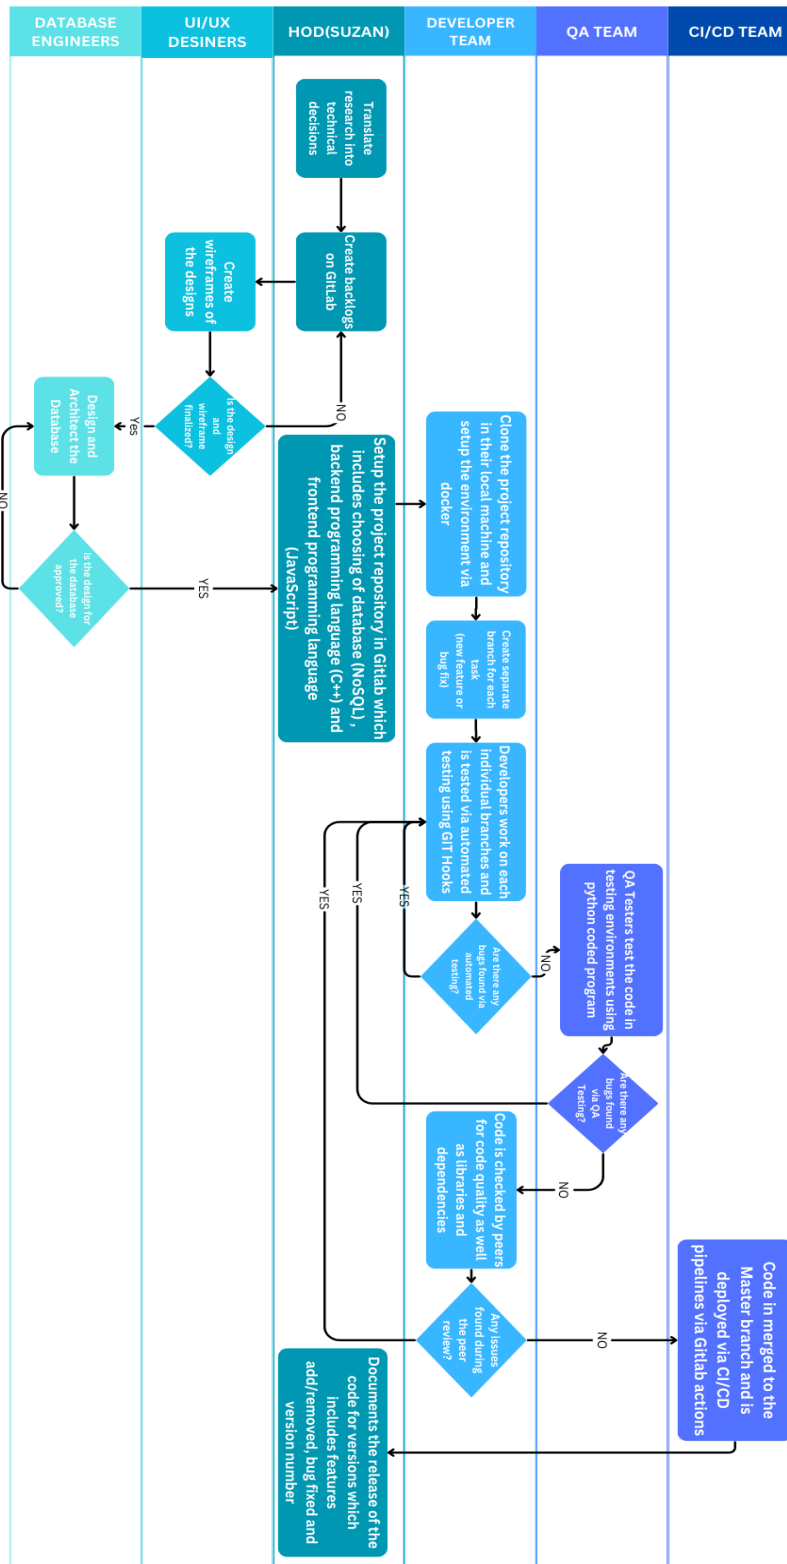 DATABASE
ENGINEERS
UI/UX
DESINERS
HOD(SUZAN)
DEVELOPER
TEAM
QA TEAM
CI/CD TEAM
Translate
research into
technical
decisions
Create backlogs
on GItLab
Create
wireframes of
the designs
Is the design
and
wireframe
finalized?
NO
Yes
Design and
Architect the
Database
NO
Is the design for
the database
approved?
YES
Setup the project repository in Gitlab which
includes choosing of database (NoSQL) ,
backend programming language (C++) and
frontend programming language
(JavaScript)
Clone the project repository
in their local machine and
setup the environment via
docker
Create separate
branch for each
task
(new feature or
bug fix)
Developers work on each
individual branches and
is tested via automated
testing using GIT Hooks
Are there any
bugs found via
automated
testing?
YES
NO
QA Testers test the code in
testing environments using
python coded program
Are there any
bugs found
via QA
Testing?
YES
NO
Code is checked by peers
for code quality as well
as libraries and
dependencies
Any issues
found during
the peer
review?
YES
NO
Code in merged to the
Master branch and is
deployed via CI/CD
pipelines via Gitlab actions
Documents the release of the
code for versions which
includes features
add/removed, bug fixed and
version number